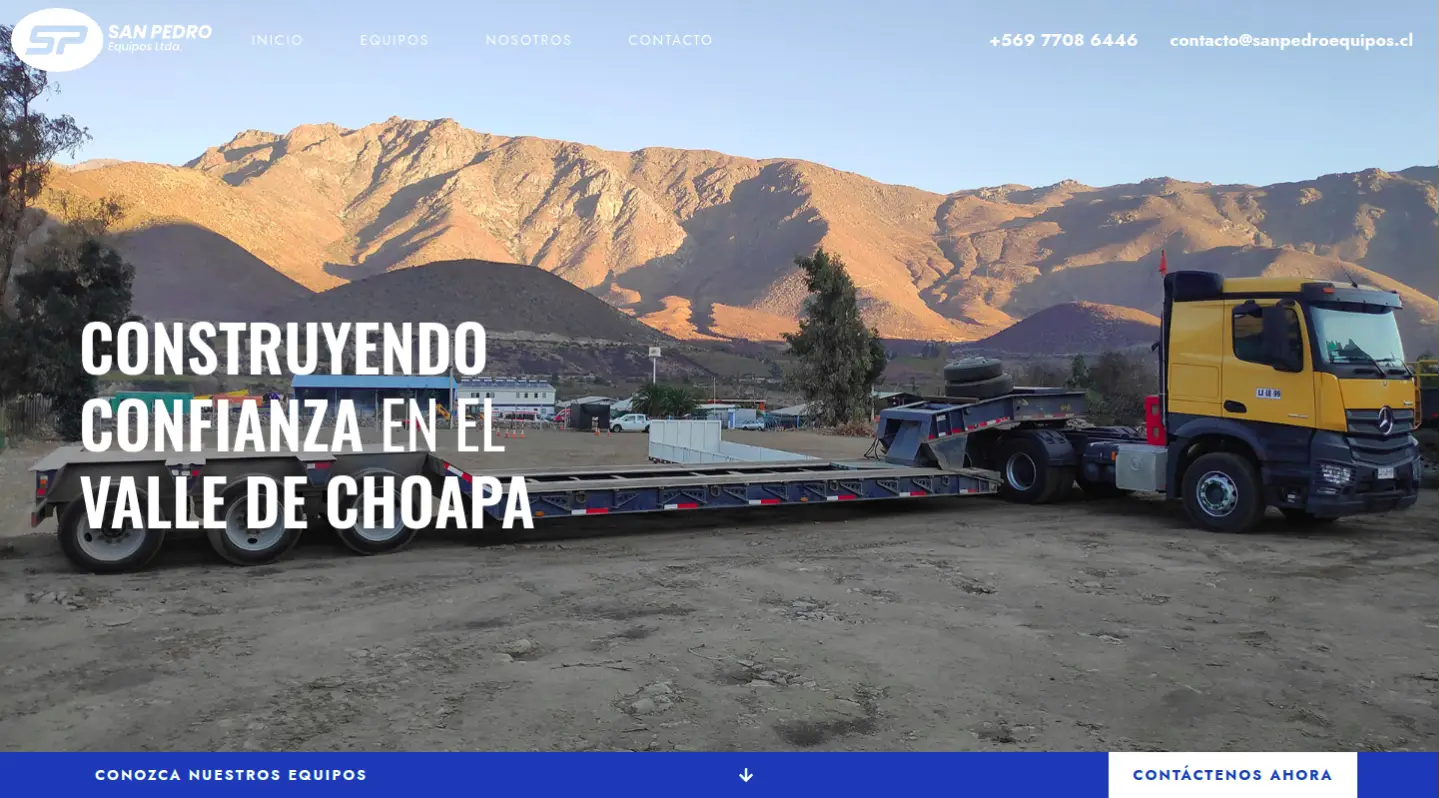 SAN PEDRO
Equipos Ltda.
INICIO
EQUIPOS
NOSOTROS
CONTACTO
+569 7708 6446
contacto@sanpedroequipos.cl
CONSTRUYENDO
CONFIANZA EN EL
VALLE DE CHOAPA
CONOZCA NUESTROS EQUIPOS
CONTÁCTENOS AHORA